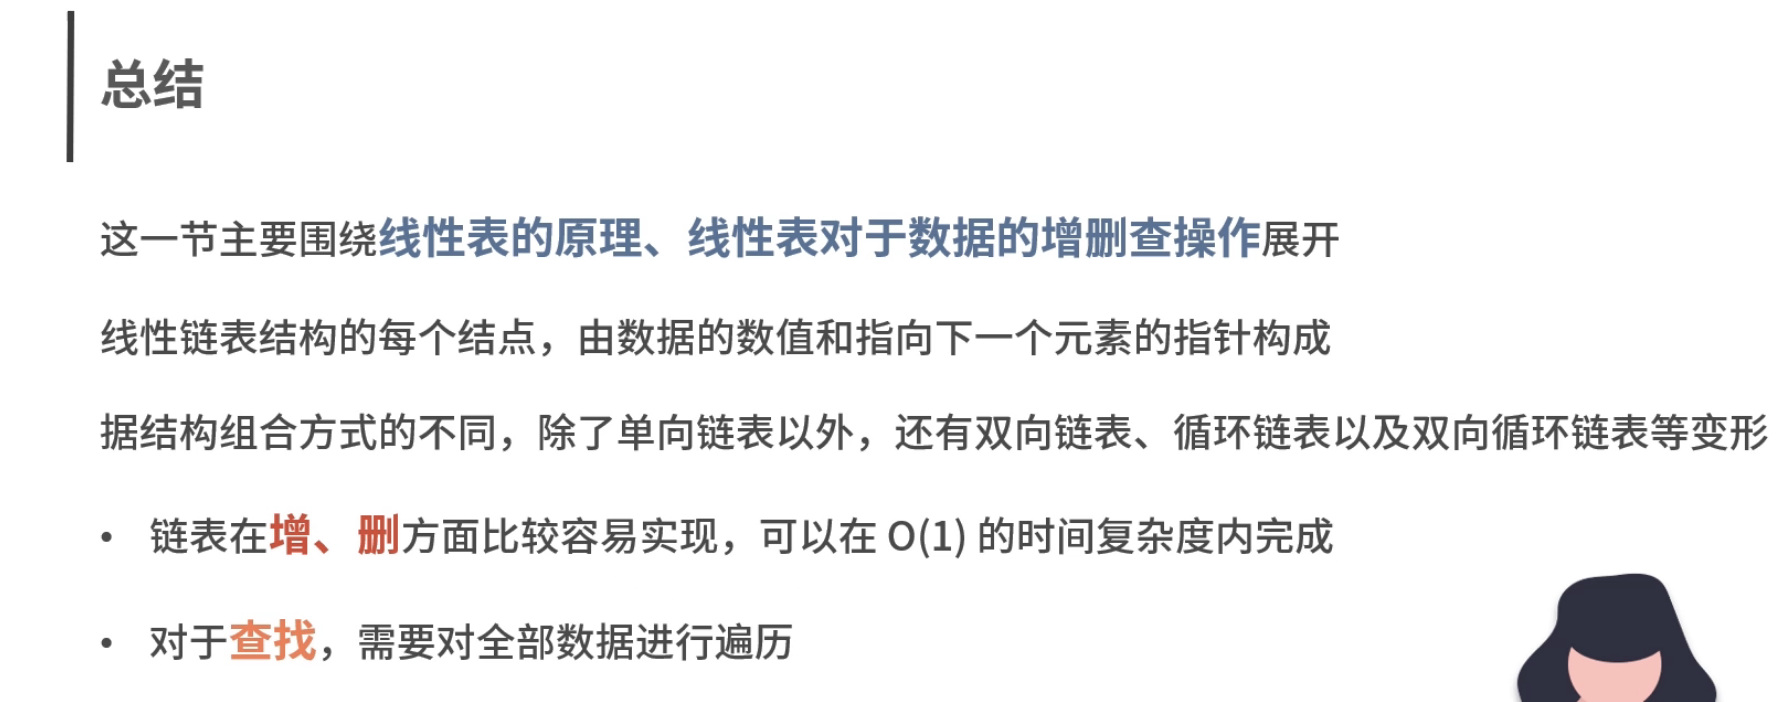 总结
这一节主要围绕线性表的原理、线性表对于数据的增删查操作展开
线性链表结构的每个结点，由数据的数值和指向下一个元素的指针构成
据结构组合方式的不同，除了单向链表以外，还有双向链表、循环链表以及双向循环链表等变形
• 链表在增、删方面比较容易实现，可以在 O(1) 的时间复杂度内完成
• 对于查找，需要对全部数据进行遍历